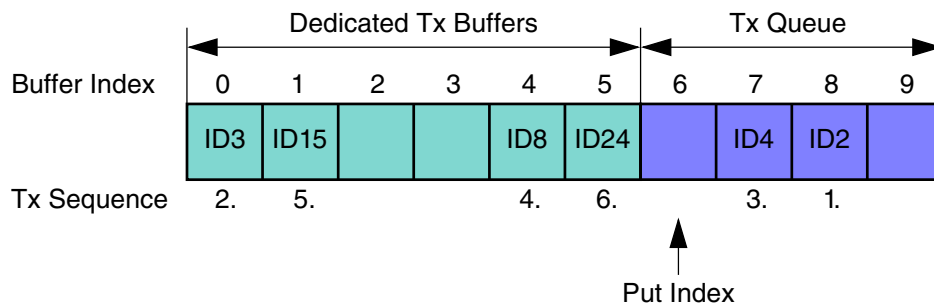 Dedicated Tx Buffers Tx Queue
Buffer Index 0 1 2 3 4 5 6 7 8 9
ID3 ID15 ID8 ID24 ID4 ID2
Tx Sequence 2. 5. 4. 6. 3. 1.
Put Index